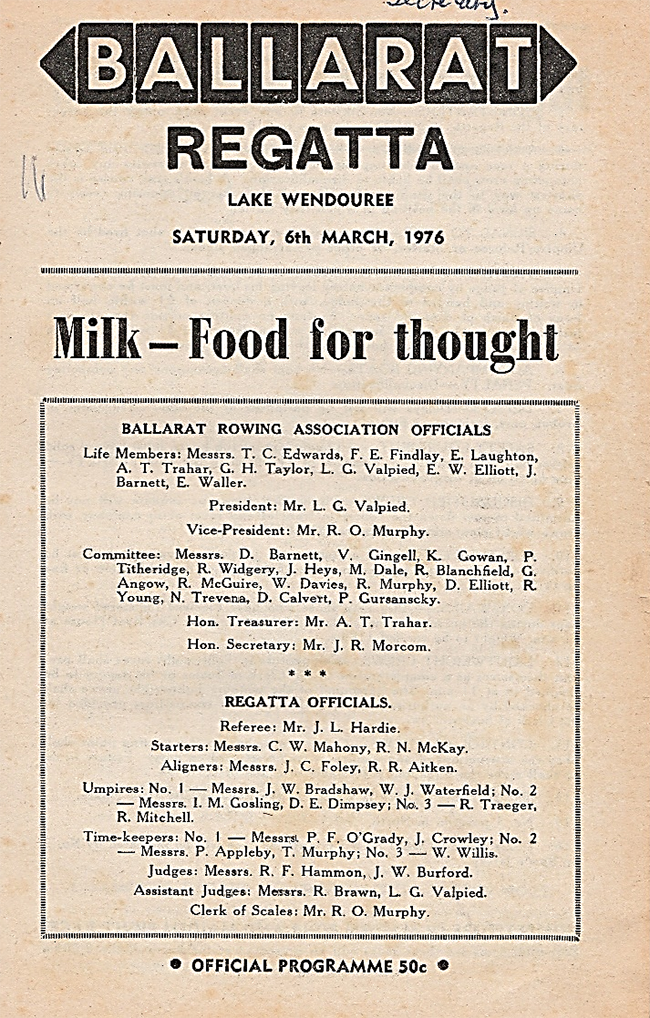 Secretary.
BALLARAT
REGATTA
LAKE WENDOUREE
SATURDAY, 6th MARCH, 1976
Milk — Food for thought
BALLARAT ROWING ASSOCIATION OFFICIALS
Life Members: Messrs. T. C. Edwards, F. E. Findlay, E. Laughton,
A. T. Trahar, G. H. Taylor, L. G. Valpied, E. W. Elliott, J.
Barnett, E. Waller.
President: Mr. L. G. Valpied.
Vice-President: Mr. R. O. Murphy.
Committee: Messrs. D. Barnett, V. Gingell, K. Gowan, P.
Titheridge, R. Widgery, J. Heys, M. Dale, R. Blanchfield, G.
Angow, R. McGuire, W. Davies, R. Murphy, D. Elliott, R.
Young, N. Trevena, D. Calvert, P. Gursanscky.
Hon. Treasurer: Mr. A. T. Trahar.
Hon. Secretary: Mr. J. R. Morcom.
* * *
REGATTA OFFICIALS.
Referee: Mr. J. L. Hardie.
Starters: Messrs. C. W. Mahony, R. N. McKay.
Aligners: Messrs. J. C. Foley, R. R. Aitken.
Umpires: No. 1 — Messrs. J. W. Bradshaw, W. J. Waterfield; No. 2
— Messrs. I. M. Gosling, D. E. Dimpsey; No. 3 — R. Traeger,
R. Mitchell.
Time-keepers: No. 1 — Messrs. P. F. O'Grady, J. Crowley; No. 2
— Messrs. P. Appleby, T. Murphy; No. 3 — W. Willis.
Judges: Messrs. R. F. Hammon, J. W. Burford.
Assistant Judges: Messrs. R. Brawn, L. G. Valpied.
Clerk of Scales: Mr. R. O. Murphy.
• OFFICIAL PROGRAMME 50c •